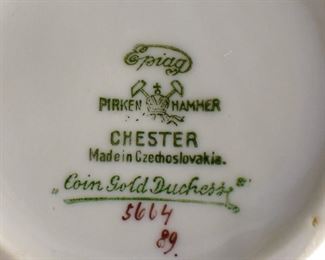 Epiag
PIRKEN HAMMER
CHESTER
Made in Czechoslovakia.
„Coin Gold Duchess"
5664
89.